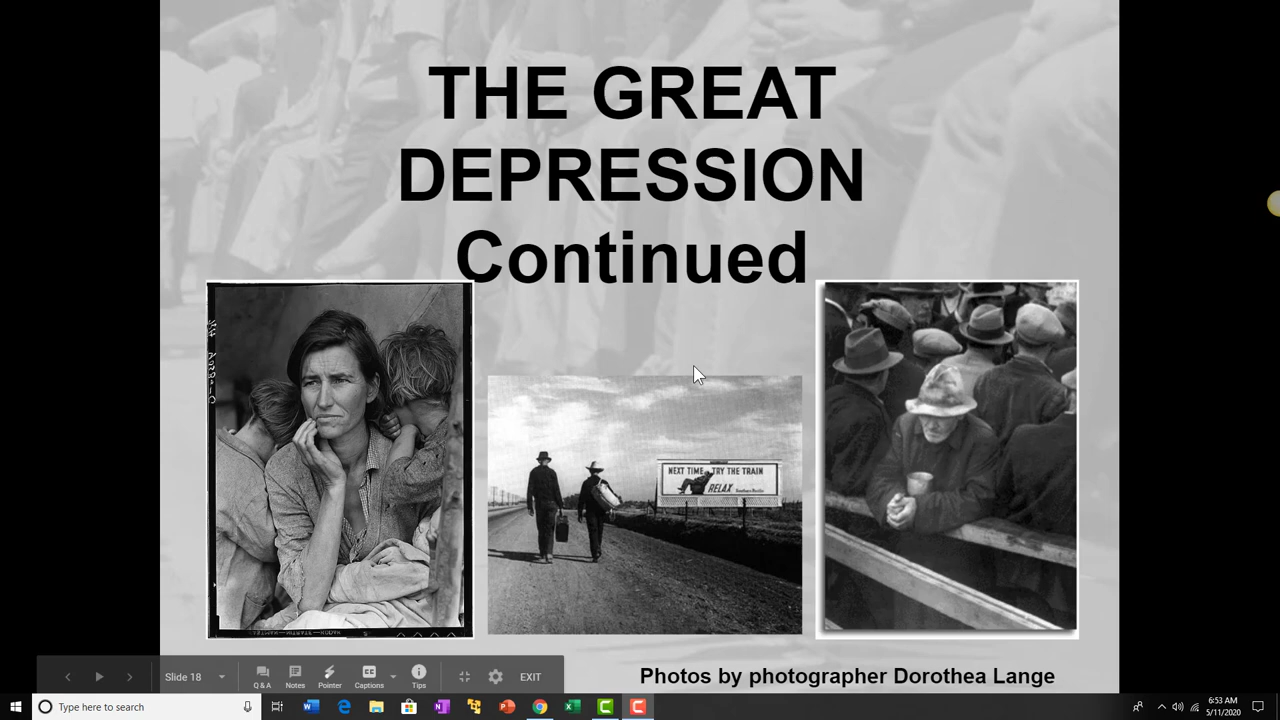 THE GREAT
DEPRESSION
Continued
NEXT TIME TRY THE TRAIN
RELAX
Photos by photographer Dorothea Lange
Slide 18
Q & A
Notes
Pointer
Captions
Tips
EXIT
Type here to search
6:53 AM
5/11/2020